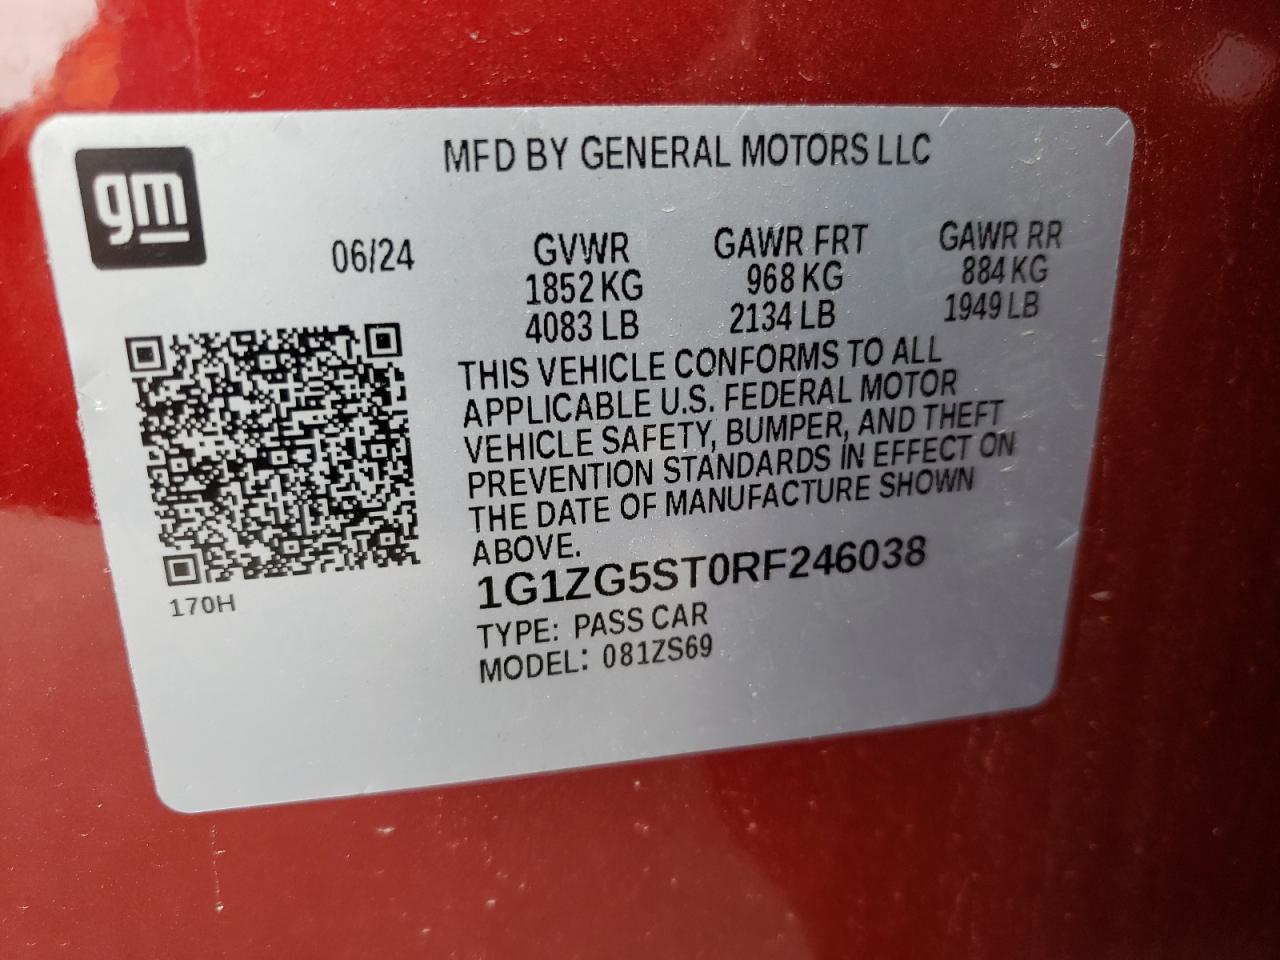 MFD BY GENERAL MOTORS LLC
gm
06/24 GVWR GAWR FRT GAWR RR
1852 KG 968 KG 884 KG
4083 LB 2134 LB 1949 LB
THIS VEHICLE CONFORMS TO ALL
APPLICABLE U.S. FEDERAL MOTOR
VEHICLE SAFETY, BUMPER, AND THEFT
PREVENTION STANDARDS IN EFFECT ON
THE DATE OF MANUFACTURE SHOWN
ABOVE.
1G1ZG5ST0RF246038
170H
TYPE: PASS CAR
MODEL: 081ZS69